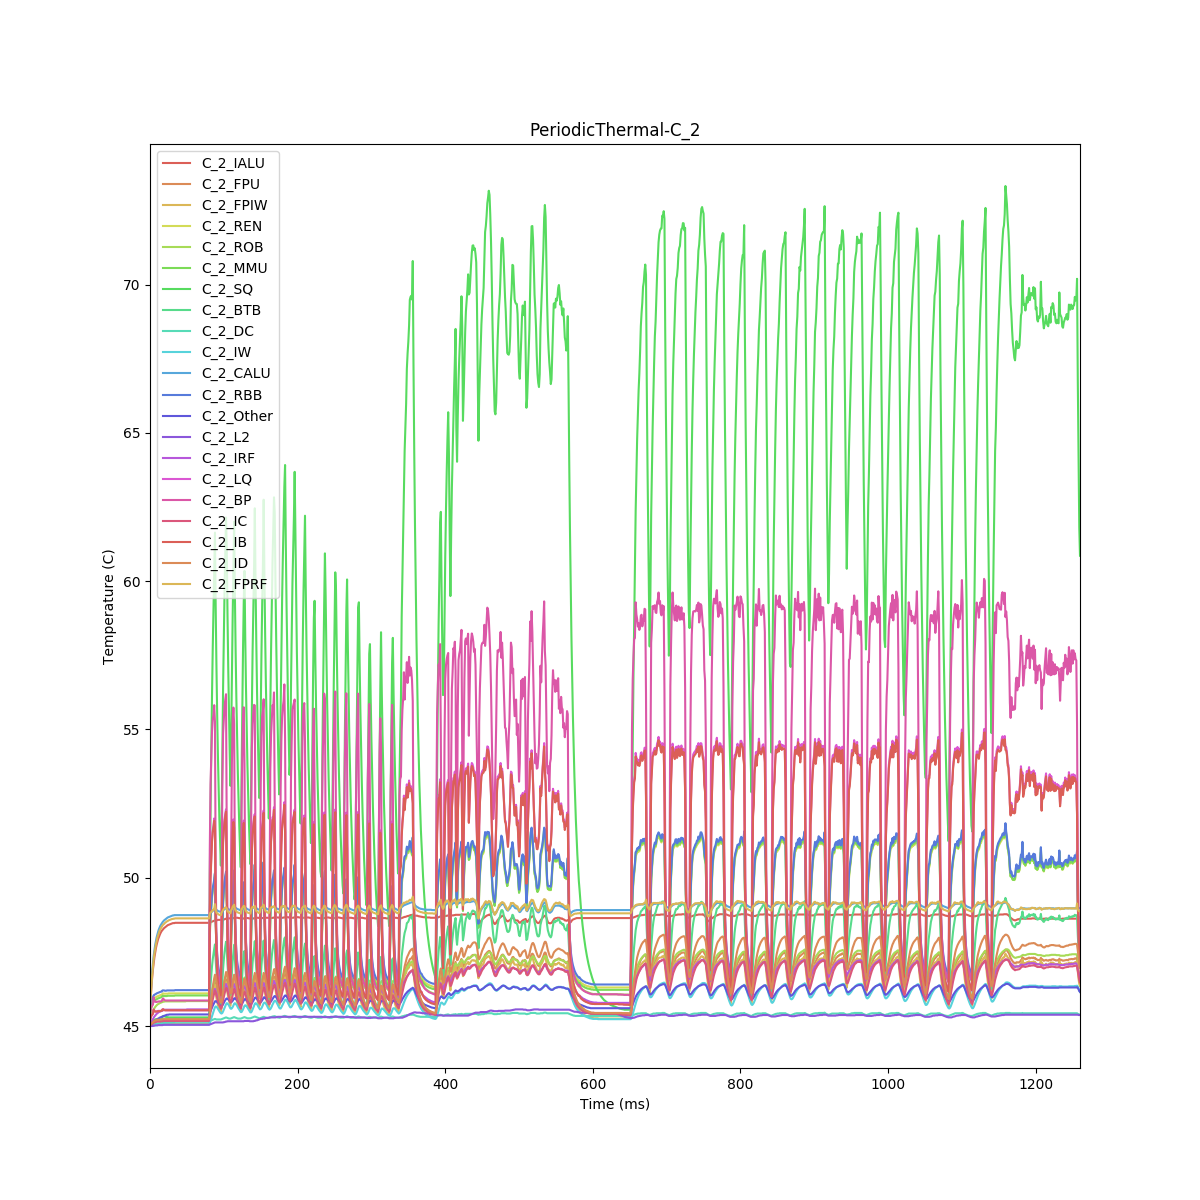 PeriodicThermal-C_2
C_2_IALU
C_2_FPU
C_2_FPIW
C_2_REN
C_2_ROB
C_2_MMU
C_2_SQ
C_2_BTB
C_2_DC
C_2_IW
C_2_CALU
C_2_RBB
C_2_Other
C_2_L2
C_2_IRF
C_2_LQ
C_2_BP
C_2_IC
C_2_IB
C_2_ID
C_2_FPRF
Temperature (C)
70
65
60
55
50
45
0 200 400 600 800 1000 1200
Time (ms)